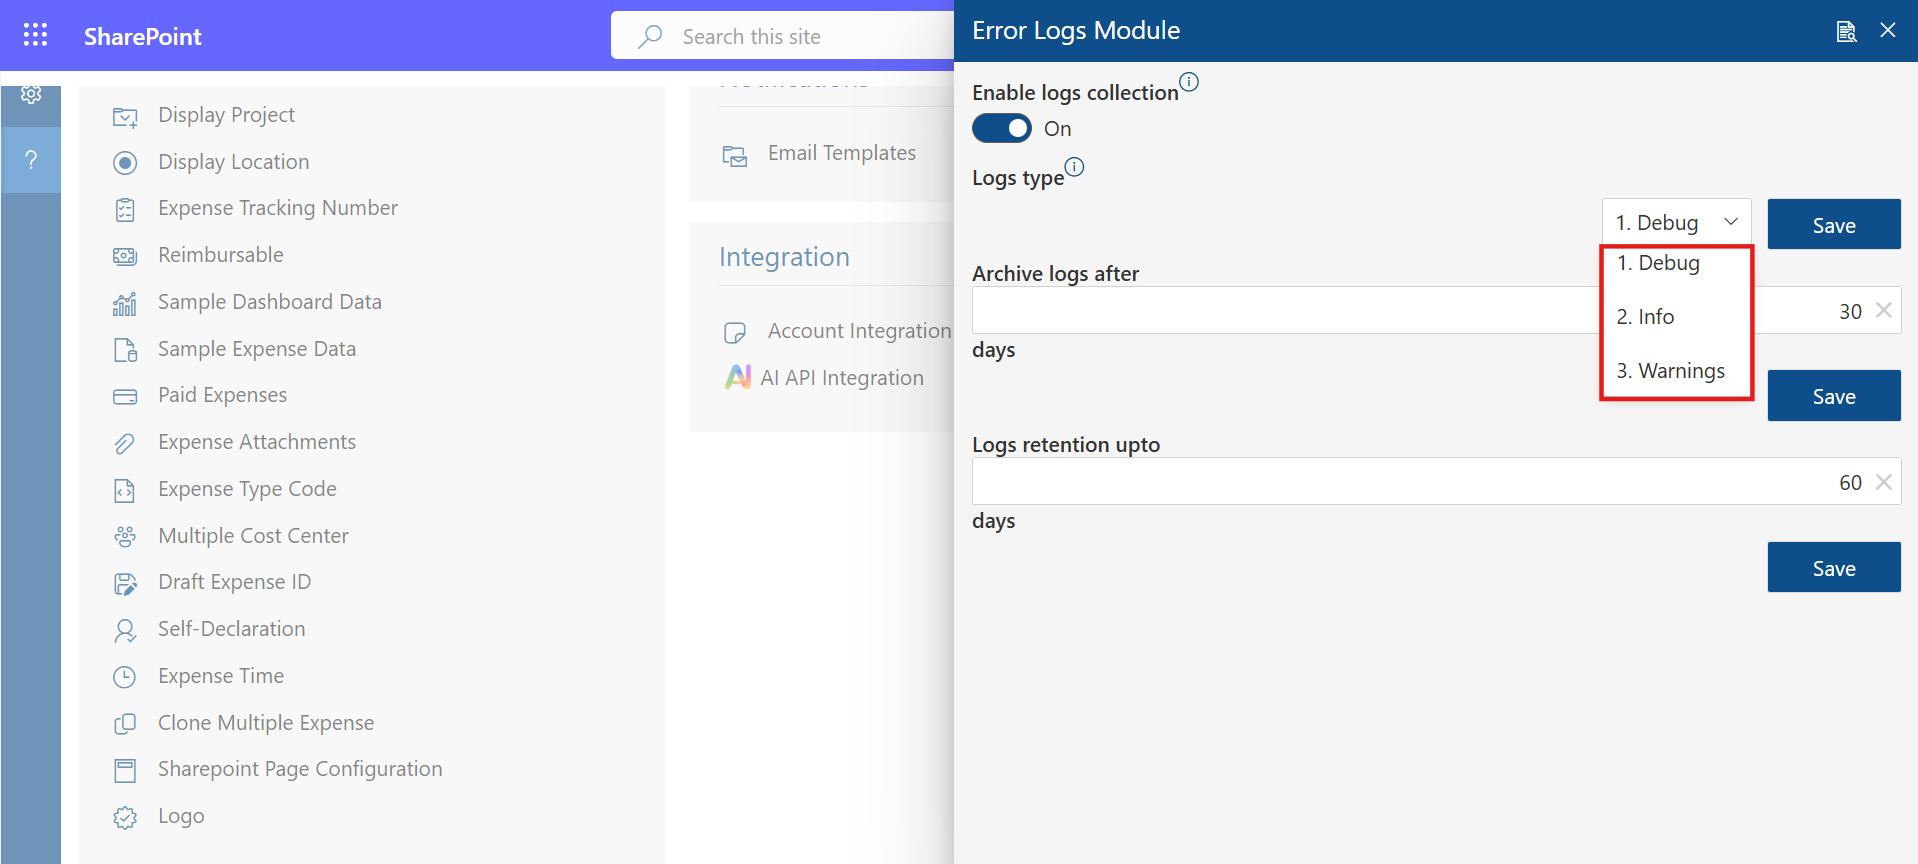 SharePoint
Search this site
?
Display Project
Display Location
Expense Tracking Number
Reimbursable
Sample Dashboard Data
Sample Expense Data
Paid Expenses
Expense Attachments
Expense Type Code
Multiple Cost Center
Draft Expense ID
Self-Declaration
Expense Time
Clone Multiple Expense
Sharepoint Page Configuration
Logo
Email Templates
Integration
Account Integration
AI AI API Integration
Error Logs Module
Enable logs collection
On
Logs type
1. Debug
Save
1. Debug
2. Info
3. Warnings
Archive logs after
30
days
Save
Logs retention upto
60
days
Save